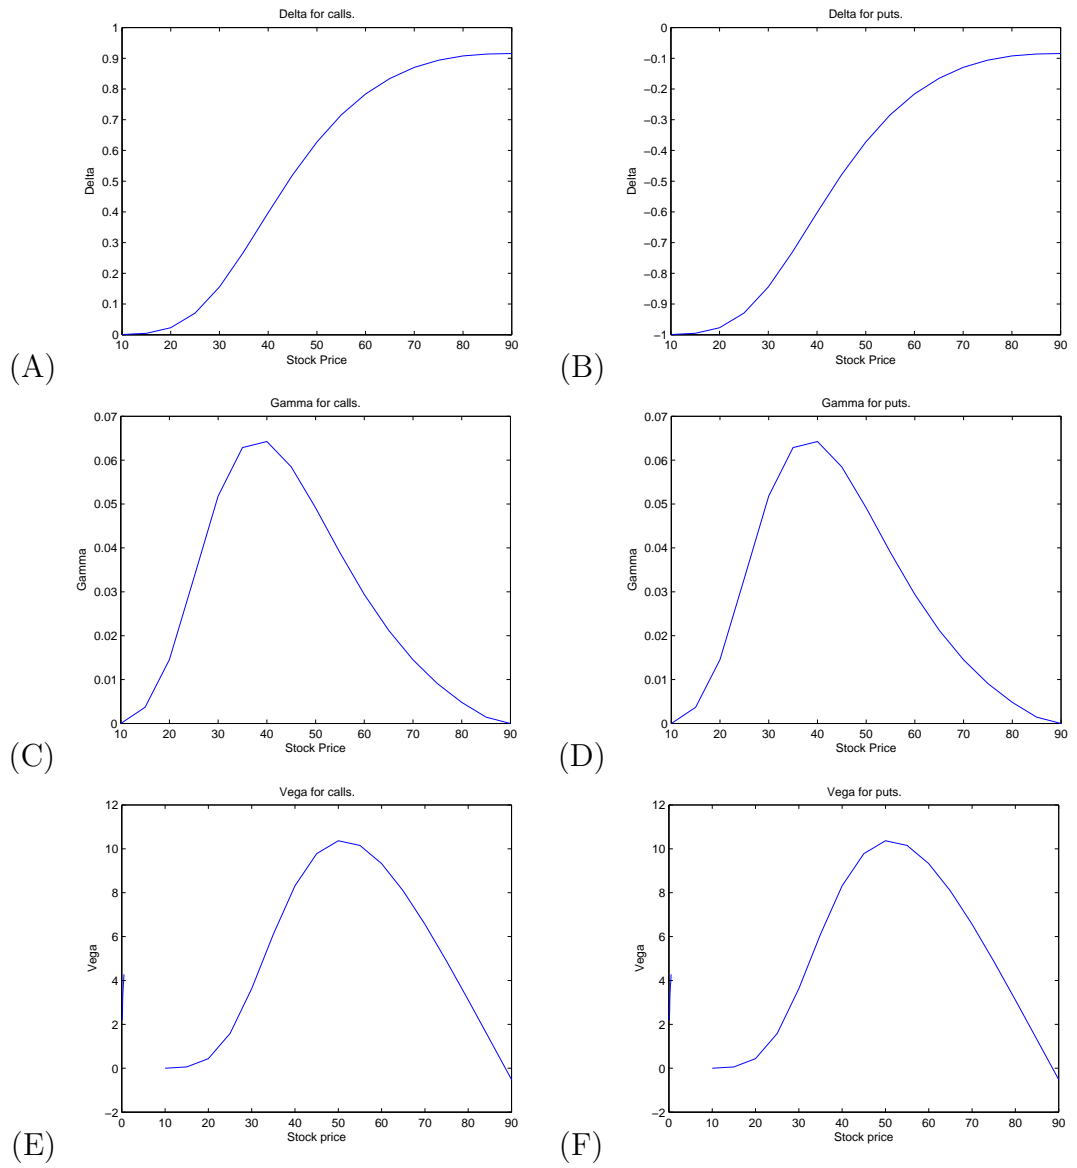 Delta for calls.
1
0.9
0.8
0.7
0.6
0.5
0.4
0.3
0.2
0.1
0
Delta
10 20 30 40 50 60 70 80 90
Stock Price
(A)
Delta for puts.
0
−0.1
−0.2
−0.3
−0.4
−0.5
−0.6
−0.7
−0.8
−0.9
−1
Delta
10 20 30 40 50 60 70 80 90
Stock Price
(B)
Gamma for calls.
0.07
0.06
0.05
0.04
0.03
0.02
0.01
0
Gamma
10 20 30 40 50 60 70 80 90
Stock Price
(C)
Gamma for puts.
0.07
0.06
0.05
0.04
0.03
0.02
0.01
0
Gamma
10 20 30 40 50 60 70 80 90
Stock Price
(D)
Vega for calls.
12
10
8
6
4
2
0
−2
Vega
0 10 20 30 40 50 60 70 80 90
Stock price
(E)
Vega for puts.
12
10
8
6
4
2
0
−2
Vega
0 10 20 30 40 50 60 70 80 90
Stock price
(F)